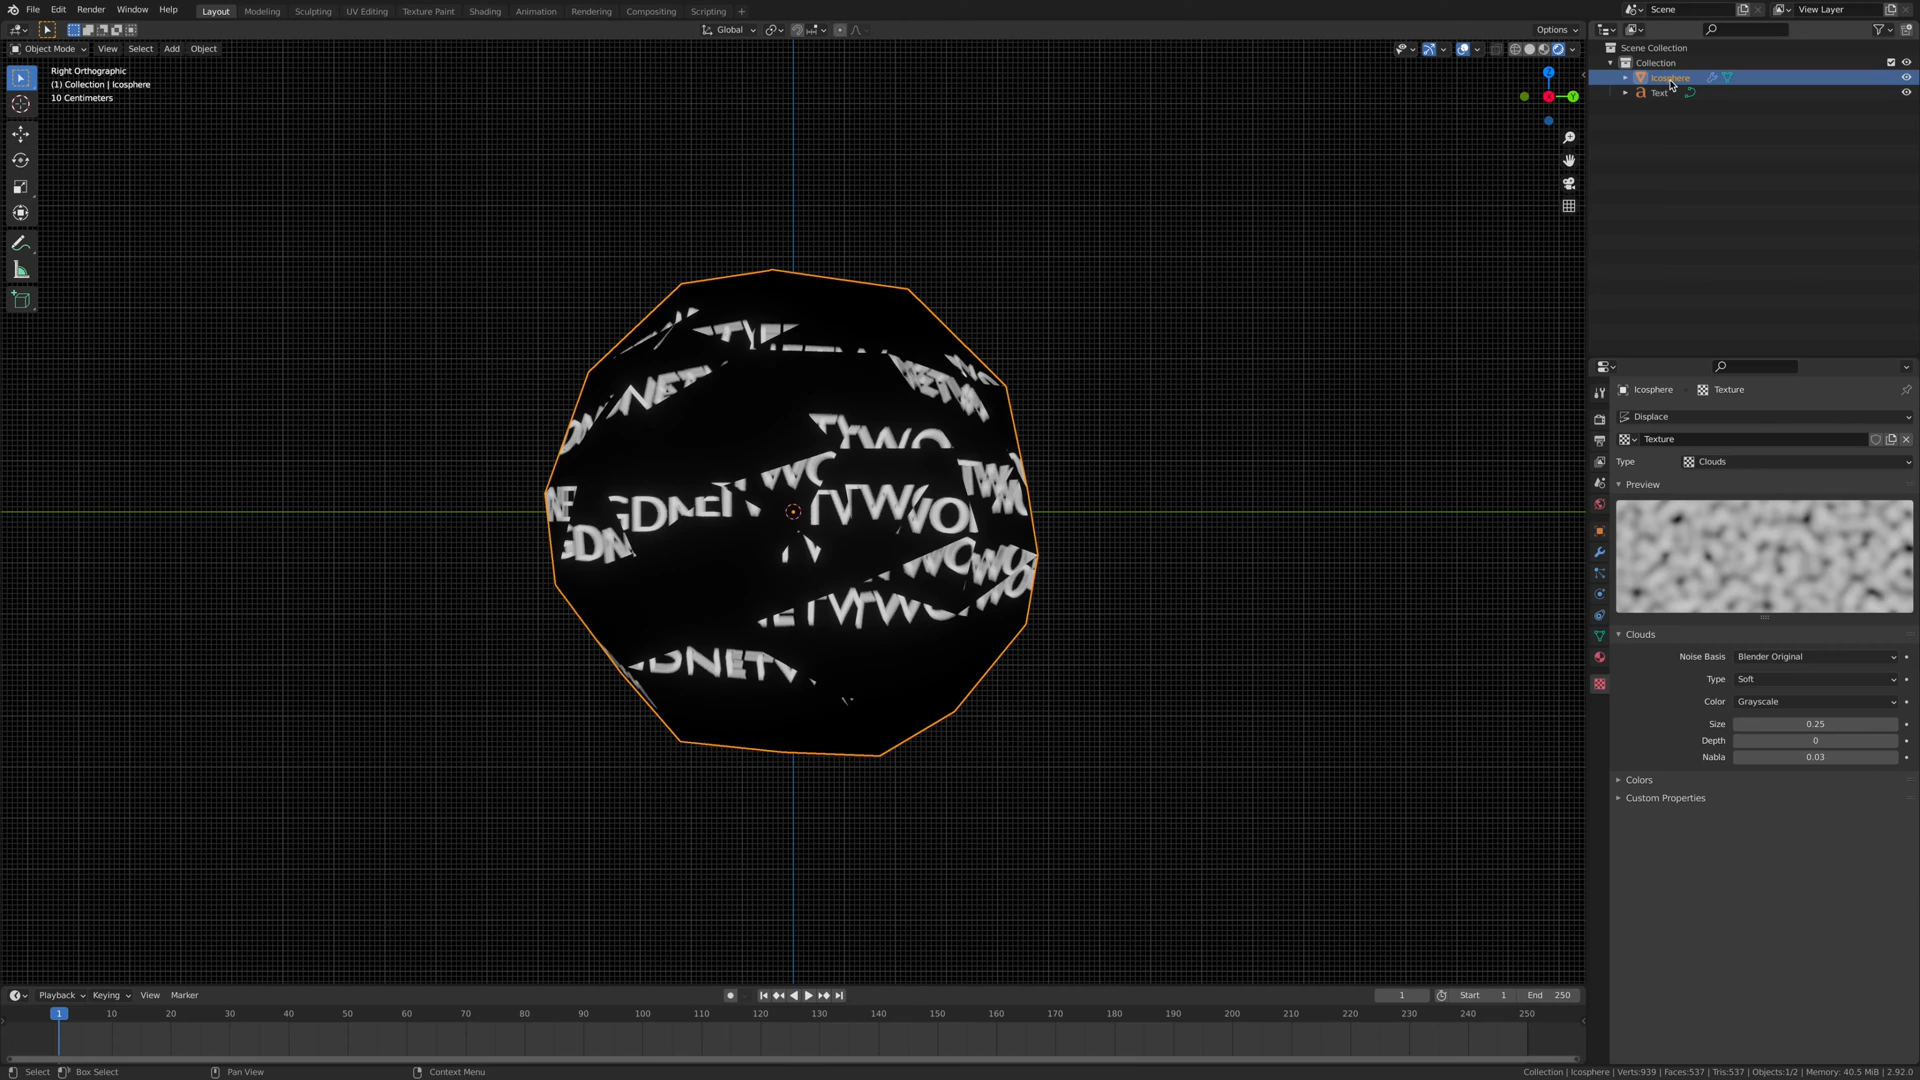 File Edit Render Window Help Layout Modeling Sculpting UV Editing Texture Paint Shading Animation Rendering Compositing Scripting + Scene View Layer
Global Options
Object Mode View Select Add Object
Right Orthographic
(1) Collection | Icosphere
10 Centimeters
Z
X
Y
Scene Collection
Collection
Icosphere
Text
Icosphere Texture
Displace
Texture
Type Clouds
Preview
Clouds
Noise Basis Blender Original
Type Soft
Color Grayscale
Size 0.25
Depth 0
Nabla 0.03
Colors
Custom Properties
Playback Keying View Marker 1 Start 1 End 250
1 10 20 30 40 50 60 70 80 90 100 110 120 130 140 150 160 170 180 190 200 210 220 230 240 250
Select Box Select Pan View Context Menu Collection | Icosphere | Verts:939 | Faces:537 | Tris:537 | Objects:1/2 | Memory: 40.5 MiB | 2.92.0